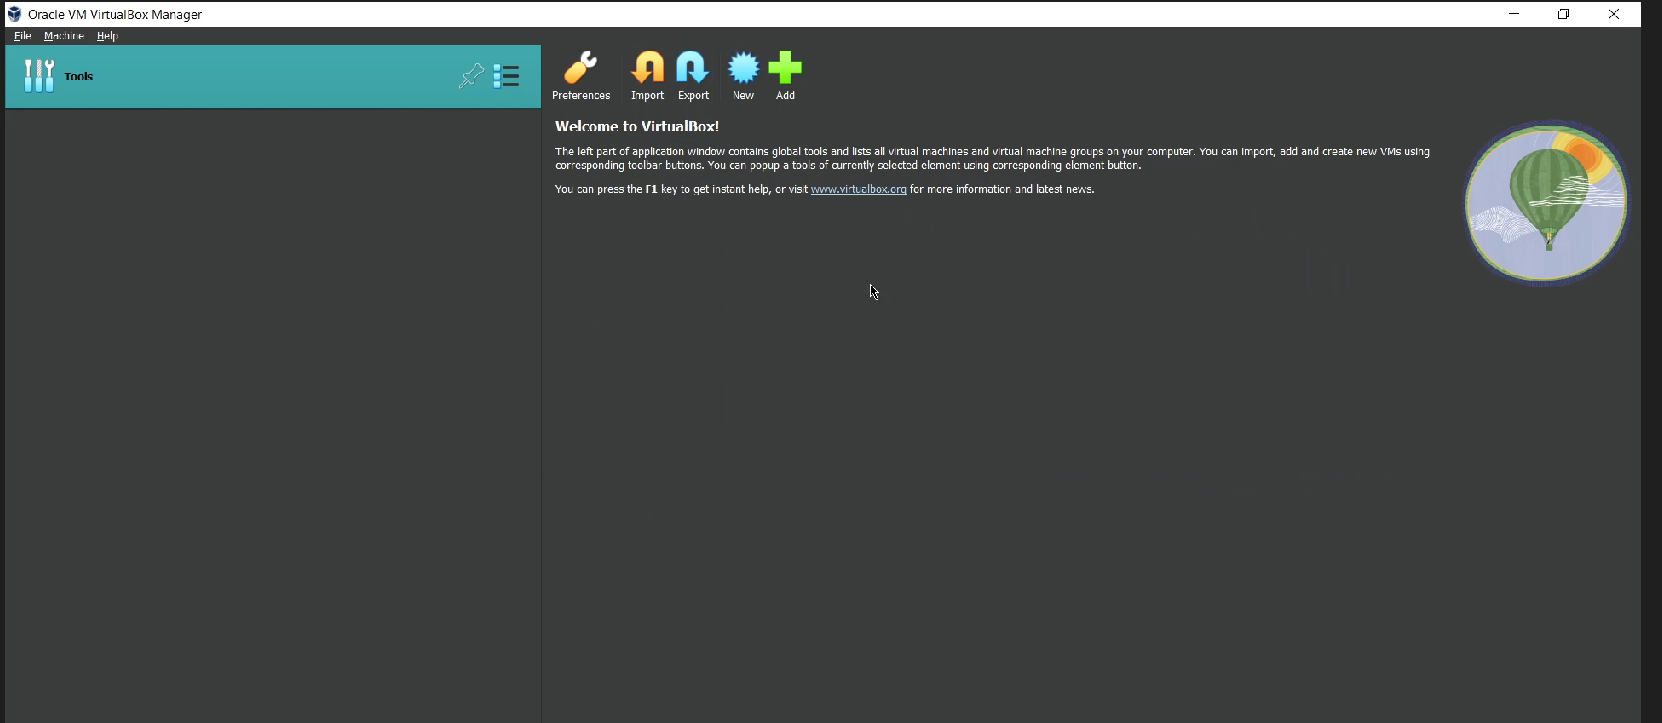 Oracle VM VirtualBox Manager
File Machine Help
Tools
Preferences Import Export New Add
Welcome to VirtualBox!
The left part of application window contains global tools and lists all virtual machines and virtual machine groups on your computer. You can import, add and create new VMs using
corresponding toolbar buttons. You can popup a tools of currently selected element using corresponding element button.
You can press the F1 key to get instant help, or visit www.virtualbox.org for more information and latest news.